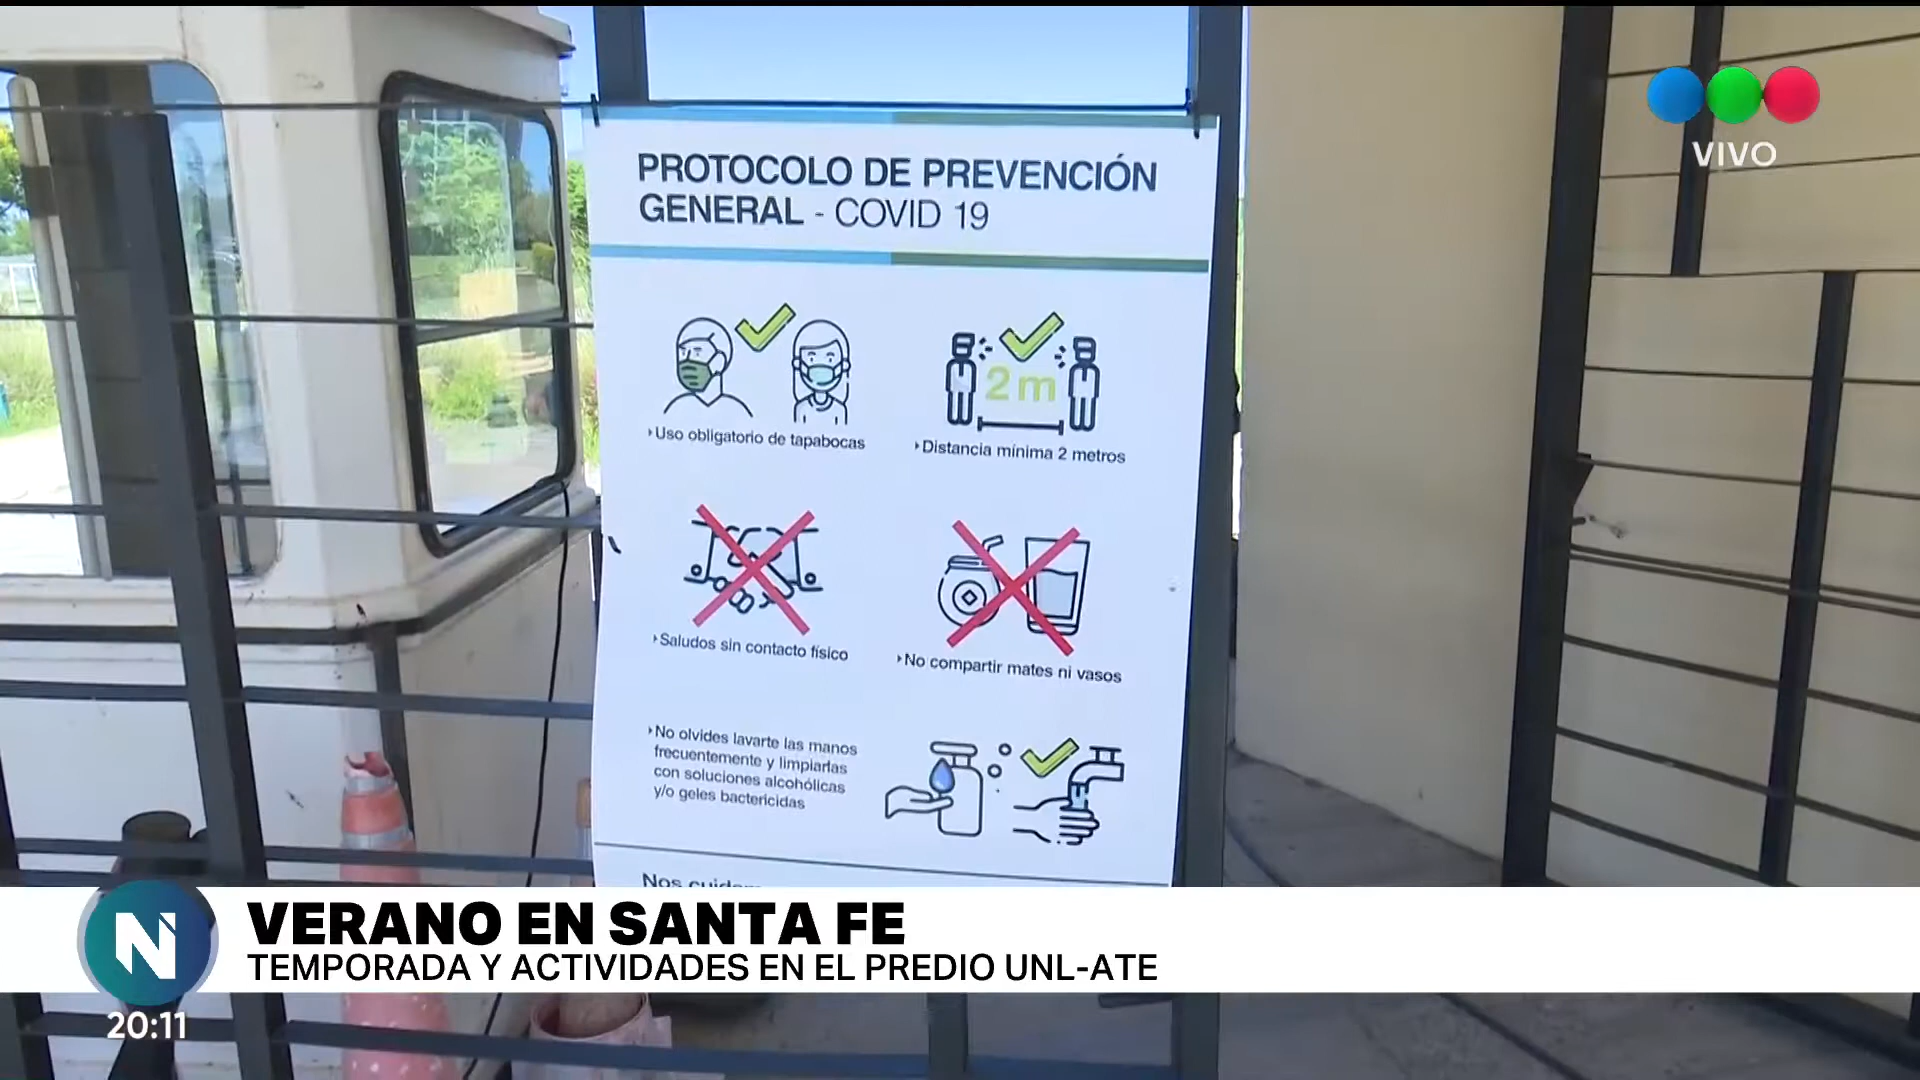 VIVO
PROTOCOLO DE PREVENCIÓN
GENERAL - COVID 19
2 m
Uso obligatorio de tapabocas
Distancia mínima 2 metros
Saludos sin contacto físico
No compartir mates ni vasos
No olvides lavarte las manos
frecuentemente y limpiarlas
con soluciones alcohólicas
y/o geles bactericidas
Nos
N
VERANO EN SANTA FE
TEMPORADA Y ACTIVIDADES EN EL PREDIO UNL-ATE
20:11